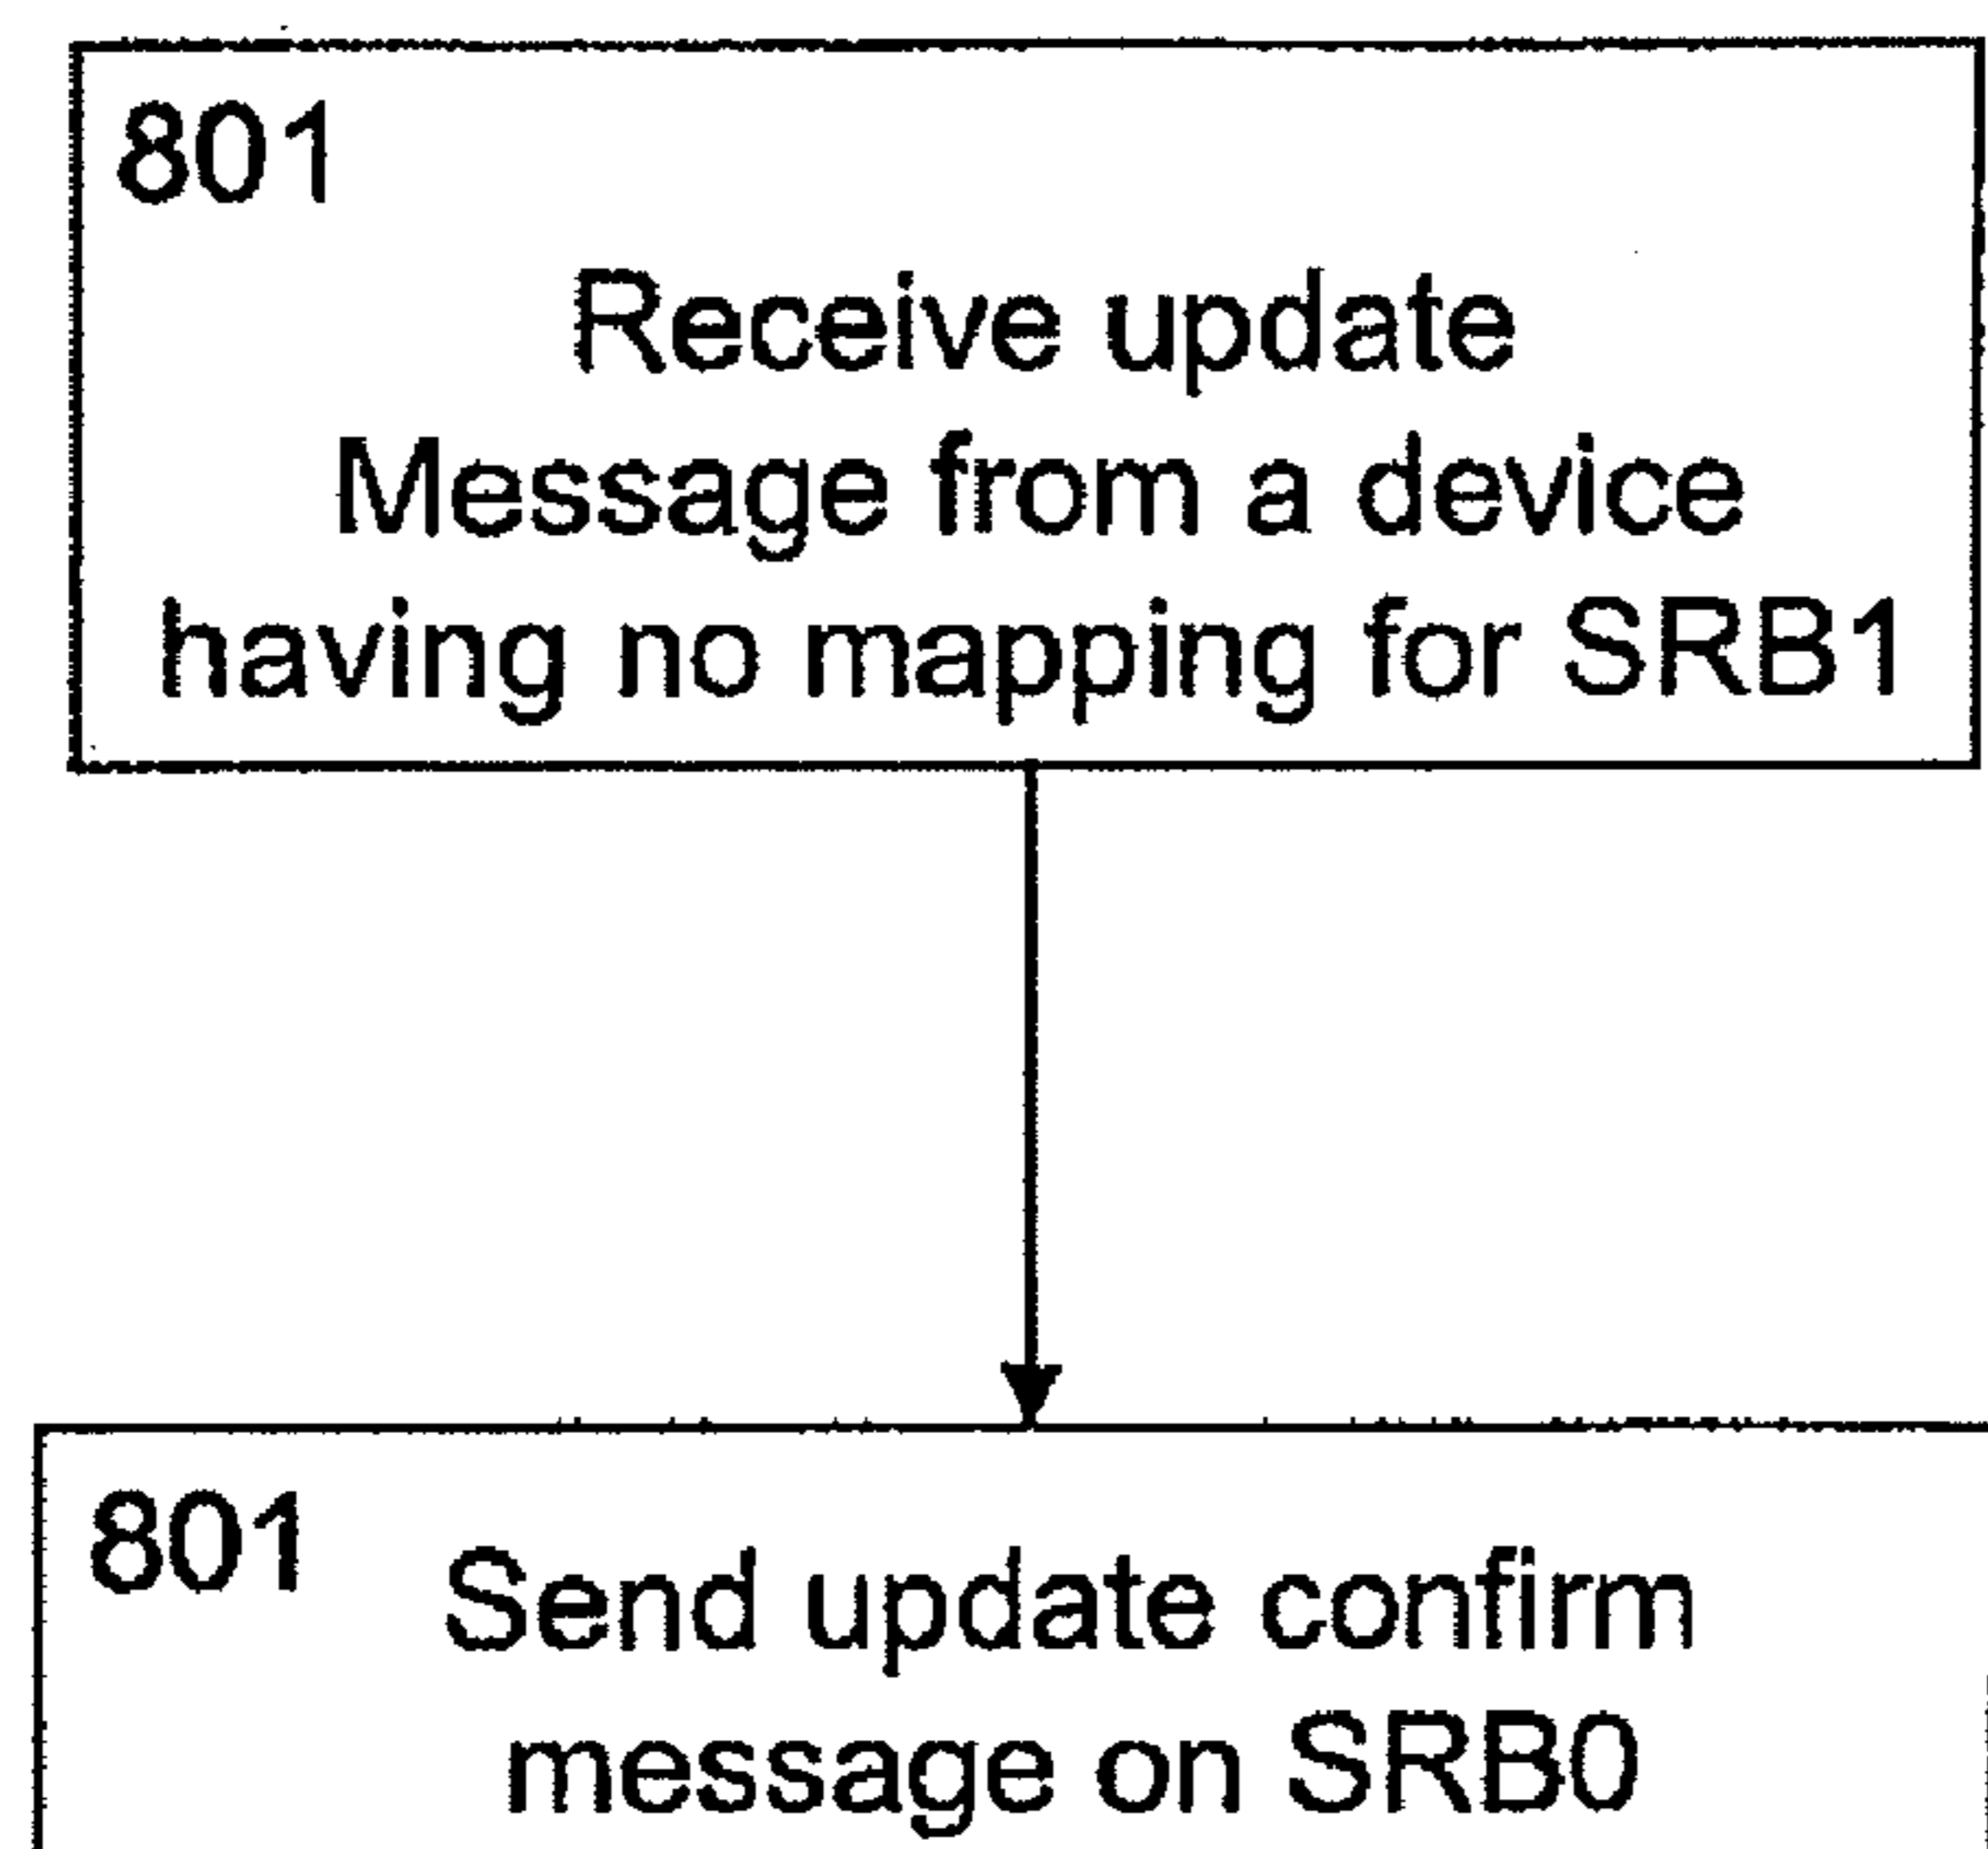 801
Receive update
Message from a device
having no mapping for SRB1
801
Send update confirm
message on SRB0